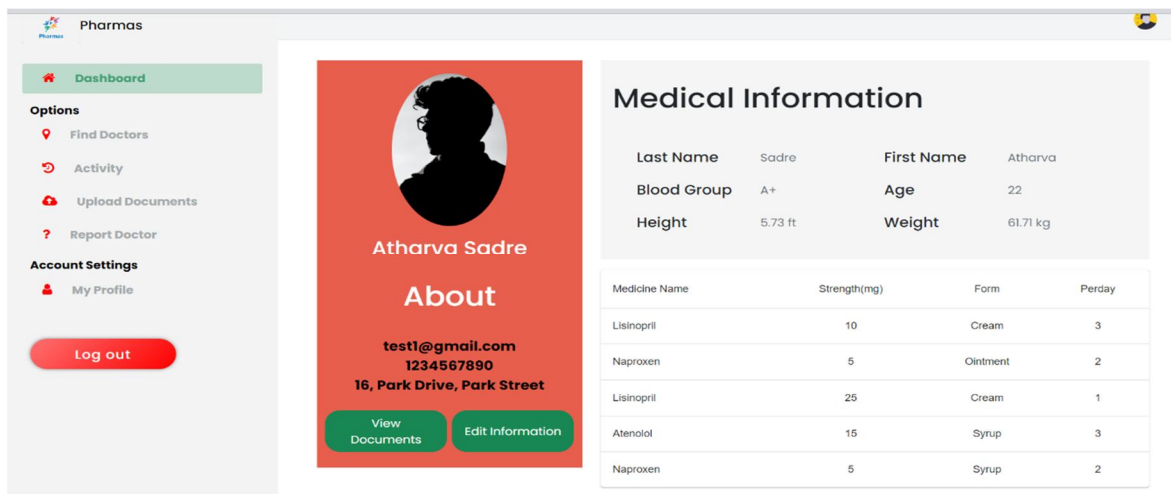 Pharmas
Pharmas
Dashboard
Options
Find Doctors
Activity
Upload Documents
? Report Doctor
Account Settings
My Profile
Log out
Atharva Sadre
About
test1@gmail.com
1234567890
16, Park Drive, Park Street
View
Documents
Edit Information
Medical Information
Last Name Sadre First Name Atharva
Blood Group A+ Age 22
Height 5.73 ft Weight 61.71 kg
Medicine Name Strength(mg) Form Perday
Lisinopril 10 Cream 3
Naproxen 5 Ointment 2
Lisinopril 25 Cream 1
Atenolol 15 Syrup 3
Naproxen 5 Syrup 2